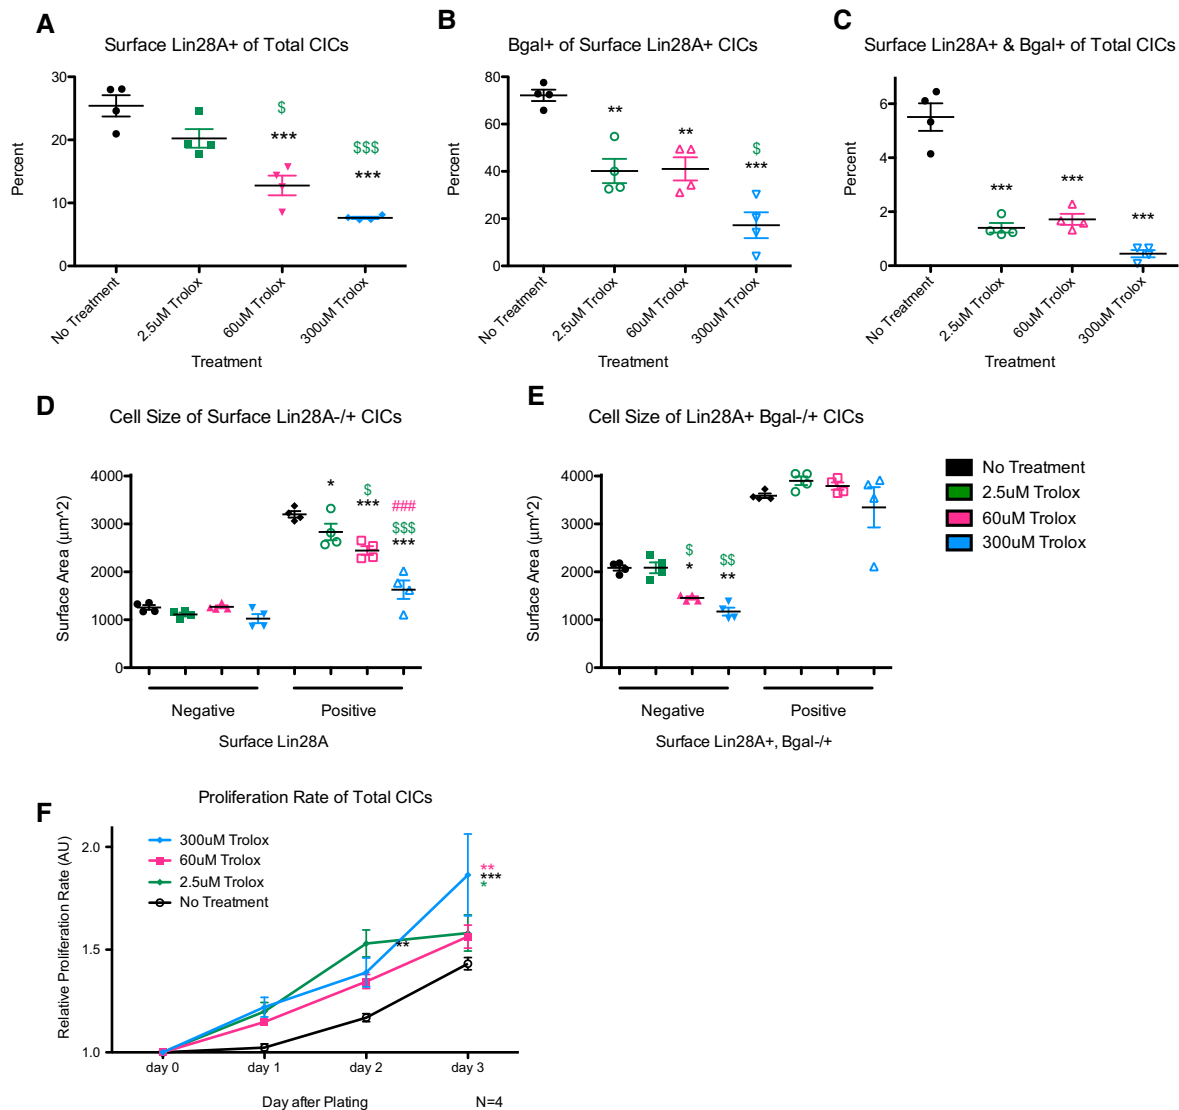 A
Surface Lin28A+ of Total CICs
Percent
30
20
10
0
$
***
$$$
***
No Treatment
2.5uM Trolox
60uM Trolox
300uM Trolox
Treatment
B
Bgal+ of Surface Lin28A+ CICs
Percent
80
60
40
20
0
**
**
$
***
No Treatment
2.5uM Trolox
60uM Trolox
300uM Trolox
Treatment
C
Surface Lin28A+ & Bgal+ of Total CICs
Percent
6
4
2
0
***
***
***
No Treatment
2.5uM Trolox
60uM Trolox
300uM Trolox
Treatment
D
Cell Size of Surface Lin28A-/+ CICs
Surface Area (µm^2)
4000
3000
2000
1000
0
*
$
***
###
$$$
***
Negative
Positive
Surface Lin28A
E
Cell Size of Lin28A+ Bgal-/+ CICs
Surface Area (µm^2)
4000
3000
2000
1000
0
$
*
$$
**
Negative
Positive
Surface Lin28A+, Bgal-/+
No Treatment
2.5uM Trolox
60uM Trolox
300uM Trolox
F
Proliferation Rate of Total CICs
Relative Proliferation Rate (AU)
2.0
1.5
1.0
300uM Trolox
60uM Trolox
2.5uM Trolox
No Treatment
**
**
***
*
day 0
day 1
day 2
day 3
Day after Plating
N=4